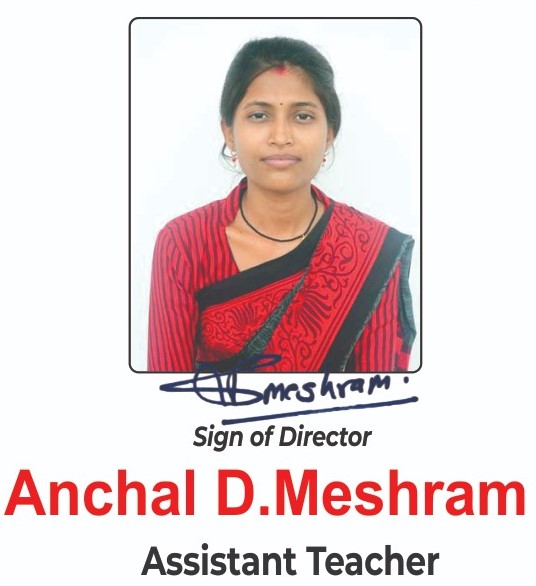 meshram.
Sign of Director
Anchal D.Meshram
Assistant Teacher